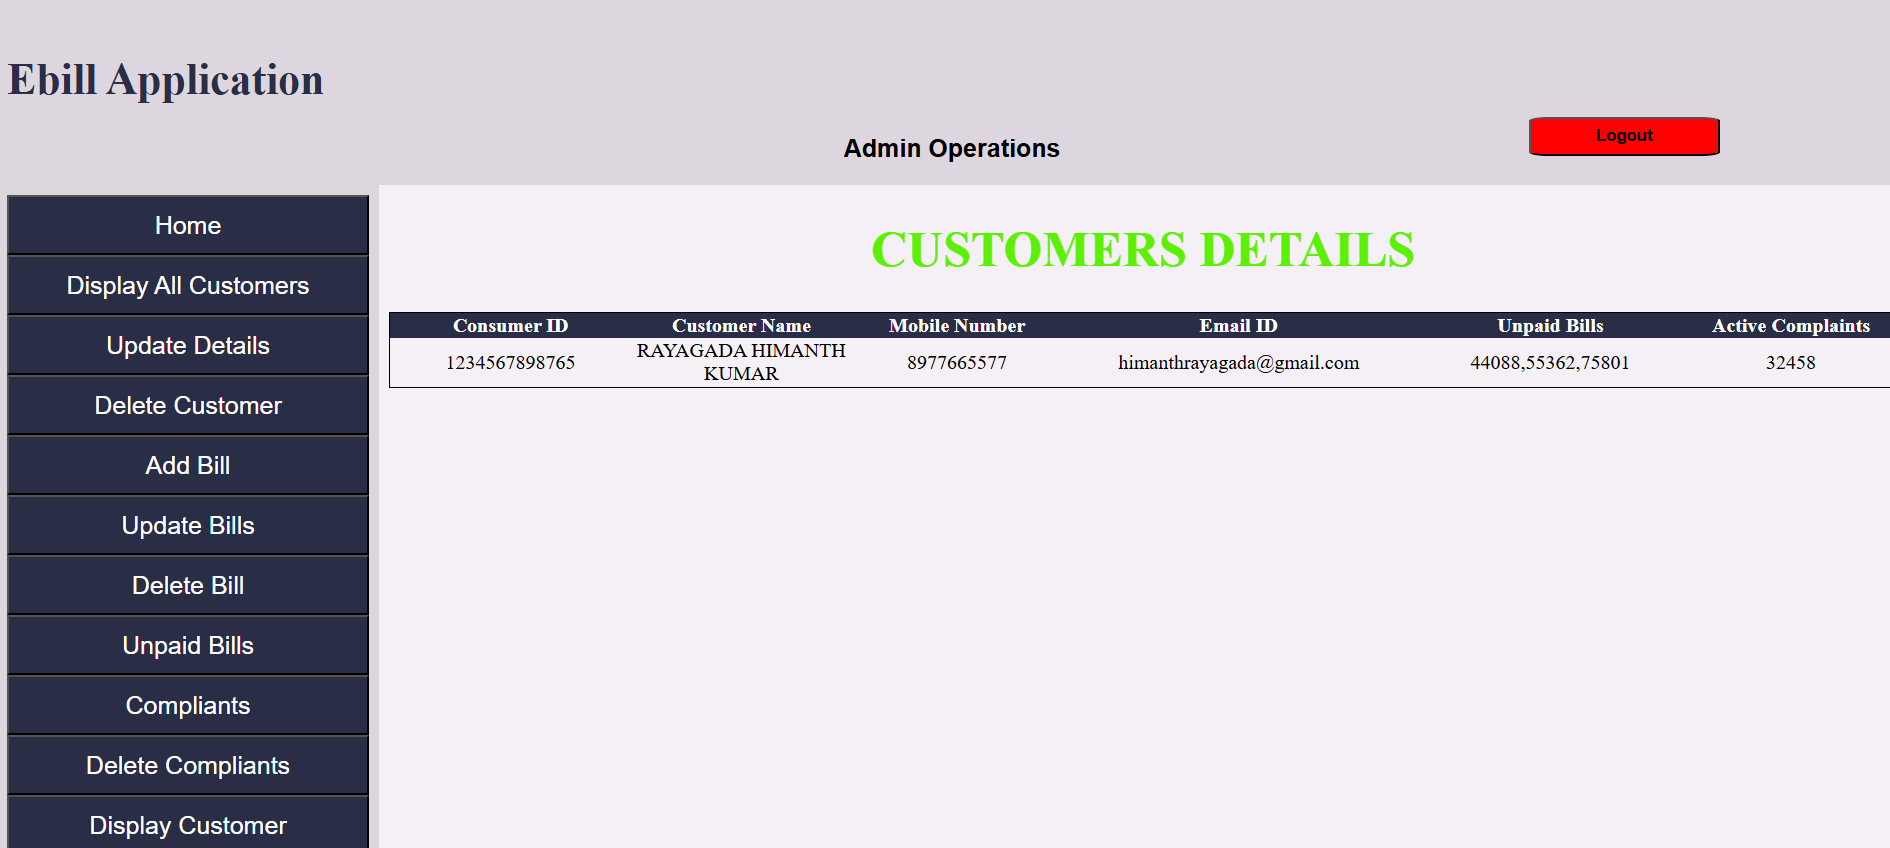 Ebill Application
Admin Operations
Logout
Home
Display All Customers
Update Details
Delete Customer
Add Bill
Update Bills
Delete Bill
Unpaid Bills
Compliants
Delete Compliants
Display Customer
CUSTOMERS DETAILS
Consumer ID Customer Name Mobile Number Email ID Unpaid Bills Active Complaints
1234567898765 RAYAGADA HIMANTH KUMAR 8977665577 himanthrayagada@gmail.com 44088,55362,75801 32458